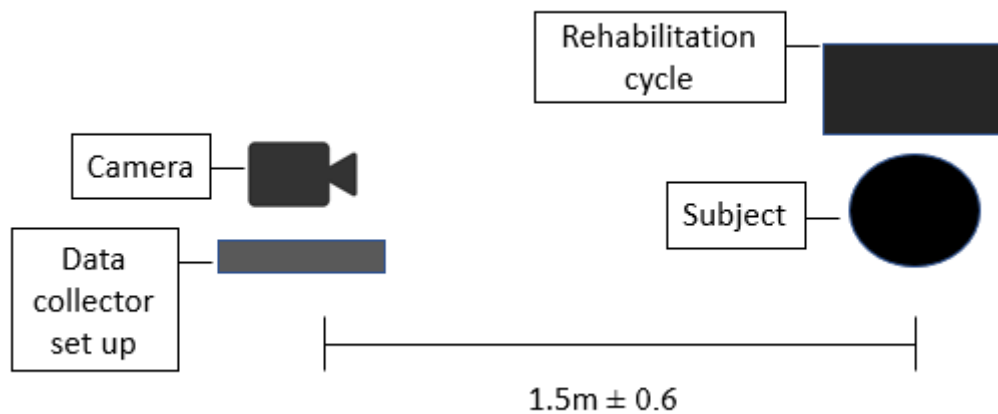 Rehabilitation
cycle
Camera
Subject
Data
collector
set up
1.5m ± 0.6